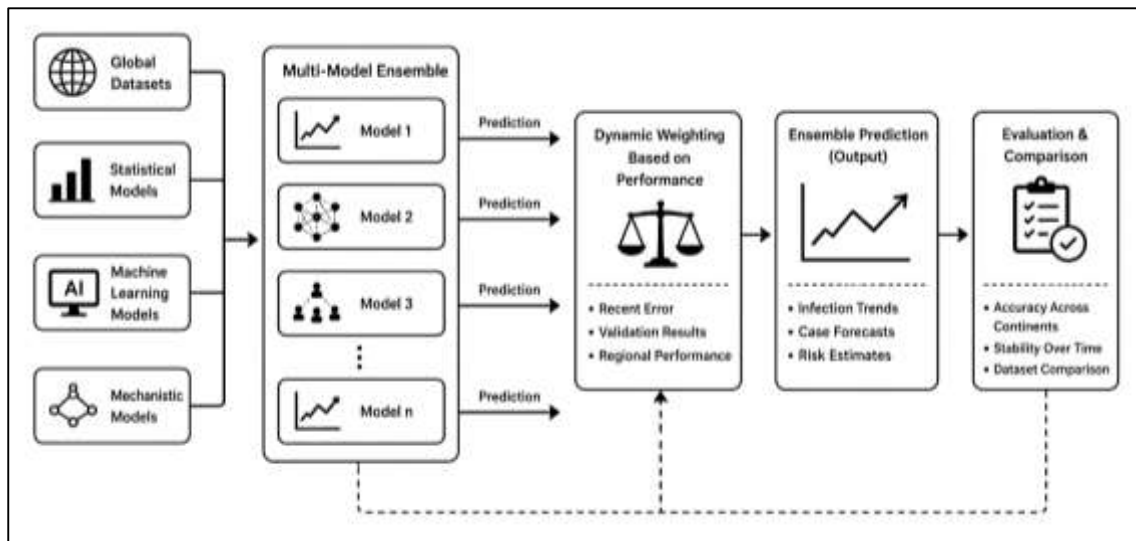 Global
Datasets
Statistical
Models
AI
Machine
Learning
Models
Mechanistic
Models
Multi-Model Ensemble
Model 1
Model 2
Model 3
Model n
Prediction
Prediction
Prediction
Prediction
Dynamic Weighting
Based on
Performance
• Recent Error
• Validation Results
• Regional Performance
Ensemble Prediction
(Output)
• Infection Trends
• Case Forecasts
• Risk Estimates
Evaluation &
Comparison
• Accuracy Across
Continents
• Stability Over Time
• Dataset Comparison